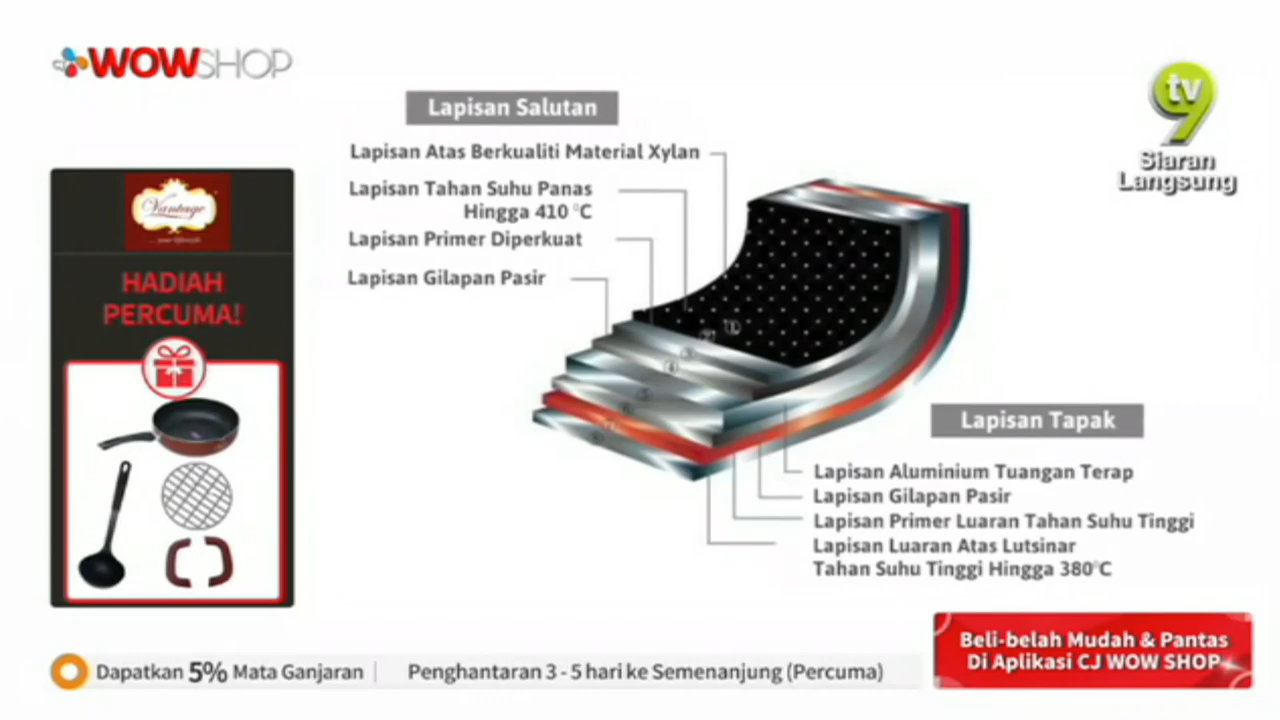 WOWSHOP
tv
9
Siaran
Langsung
Lapisan Salutan
Lapisan Atas Berkualiti Material Xylan
Lapisan Tahan Suhu Panas
Hingga 410 °C
Lapisan Primer Diperkuat
Lapisan Gilapan Pasir
Vantage
HADIAH
PERCUMA!
Lapisan Tapak
Lapisan Aluminium Tuangan Terap
Lapisan Gilapan Pasir
Lapisan Primer Luaran Tahan Suhu Tinggi
Lapisan Luaran Atas Lutsinar
Tahan Suhu Tinggi Hingga 380°C
Dapatkan 5% Mata Ganjaran | Penghantaran 3 - 5 hari ke Semenanjung (Percuma)
Beli-belah Mudah & Pantas
Di Aplikasi CJ WOW SHOP